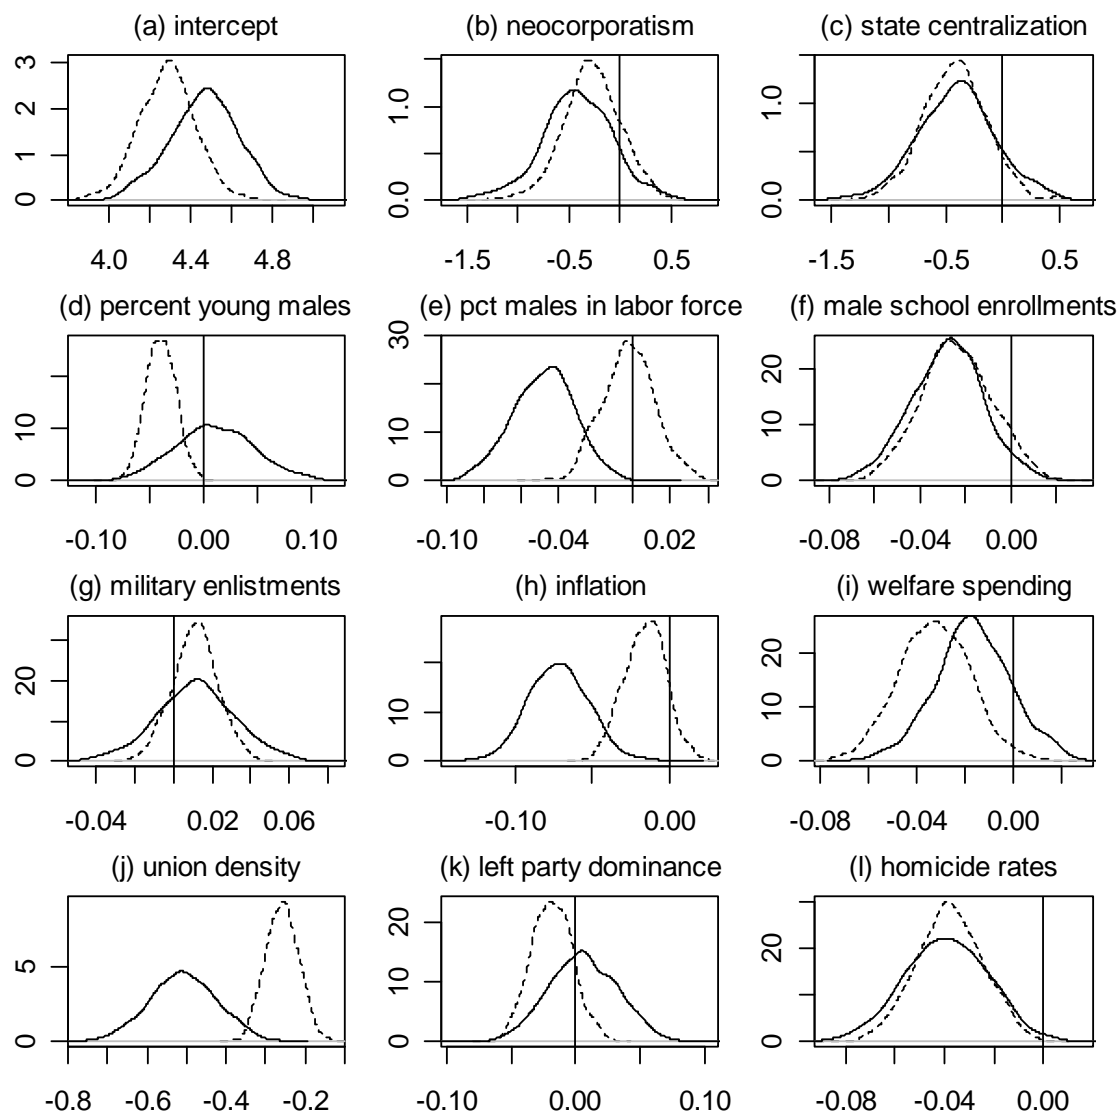 (a) intercept (b) neocorporatism (c) state centralization
0 1 2 3
0.0 1.0
0.0 1.0
4.0 4.4 4.8 -1.5 -0.5 0.5 -1.5 -0.5 0.5
(d) percent young males (e) pct males in labor force (f) male school enrollments
0 10
0 10 20 30
0 10 20
-0.10 0.00 0.10 -0.10 -0.04 0.02 -0.08 -0.04 0.00
(g) military enlistments (h) inflation (i) welfare spending
0 10 20
0 10
0 10 20
-0.04 0.02 0.06 -0.10 0.00 -0.08 -0.04 0.00
(j) union density (k) left party dominance (l) homicide rates
0 5
0 10 20
0 10 20
-0.8 -0.6 -0.4 -0.2 -0.10 0.00 0.10 -0.08 -0.04 0.00